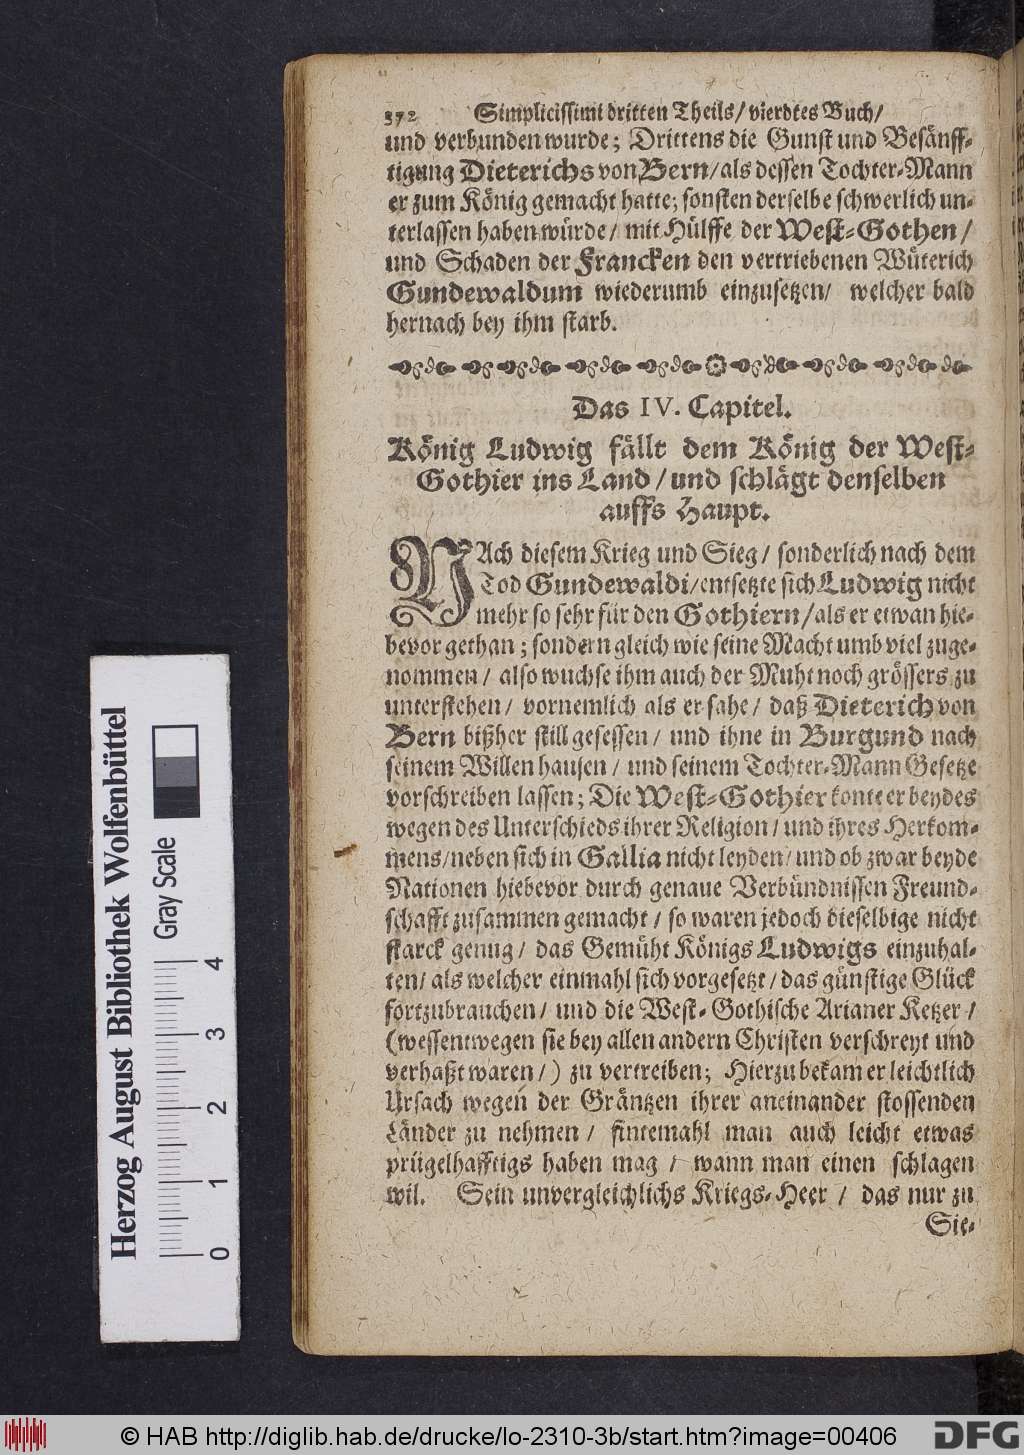 372 Simplicissimi dritten Theils/ vierdtes Buch/
und verbunden wurde; Drittens die Gunst und Besänff-
tigung Dieterichs von Bern/als dessen Tochter-Mann
er zum König gemacht hatte; sonsten derselbe schwerlich un-
terlassen haben würde/ mit Hülffe der West-Gothen/
und Schaden der Francken den vertriebenen Wüterich
Gundewaldum wiederumb einzusetzen/ welcher bald
hernach bey ihm starb.
Das IV. Capitel.
König Ludwig fällt dem König der West-
Gothier ins Land/und schlägt denselben
auffs Haupt.
NAch diesem Krieg und Sieg/ sonderlich nach dem
Tod Gundewaldi/entsetzte sich Ludwig nicht
mehr so sehr für den Gothiern/als er etwan hie-
bevor gethan; sondern gleich wie seine Macht umb viel zuge-
nommen/ also wuchse ihm auch der Muht noch grössers zu
unterstehen/ vornemlich als er sahe/ daß Dieterich von
Bern bißher still gesessen/ und ihne in Burgund nach
seinem Willen hausen/ und seinem Tochter-Mann Gesetze
vorschreiben lassen; Die West-Gothier konte er beydes
wegen des Unterschieds ihrer Religion/ und ihres Herkom-
mens/neben sich in Gallia nicht leyden/ und ob zwar beyde
Nationen hiebevor durch genaue Verbündnissen Freund-
schafft zusammen gemacht/ so waren jedoch dieselbige nicht
starck genug/ das Gemüht Königs Ludwigs einzuhal-
ten/ als welcher einmahl sich vorgesetzt/ das günstige Glück
fortzubrauchen/ und die West-Gothische Arianer Ketzer/
(wessentwegen sie bey allen andern Christen verschreyt und
verhaßt waren/) zu vertreiben; Hierzu bekam er leichtlich
Ursach wegen der Gräntzen ihrer aneinander stossenden
Länder zu nehmen/ sintemahl man auch leicht etwas
prügelhafftigs haben mag/ wann man einen schlagen
wil. Sein unvergleichlichs Kriegs-Heer/ das nur zu
Sie-
Herzog August Bibliothek Wolfenbüttel
Gray Scale
0 1 2 3 4
© HAB http://diglib.hab.de/drucke/lo-2310-3b/start.htm?image=00406
DFG